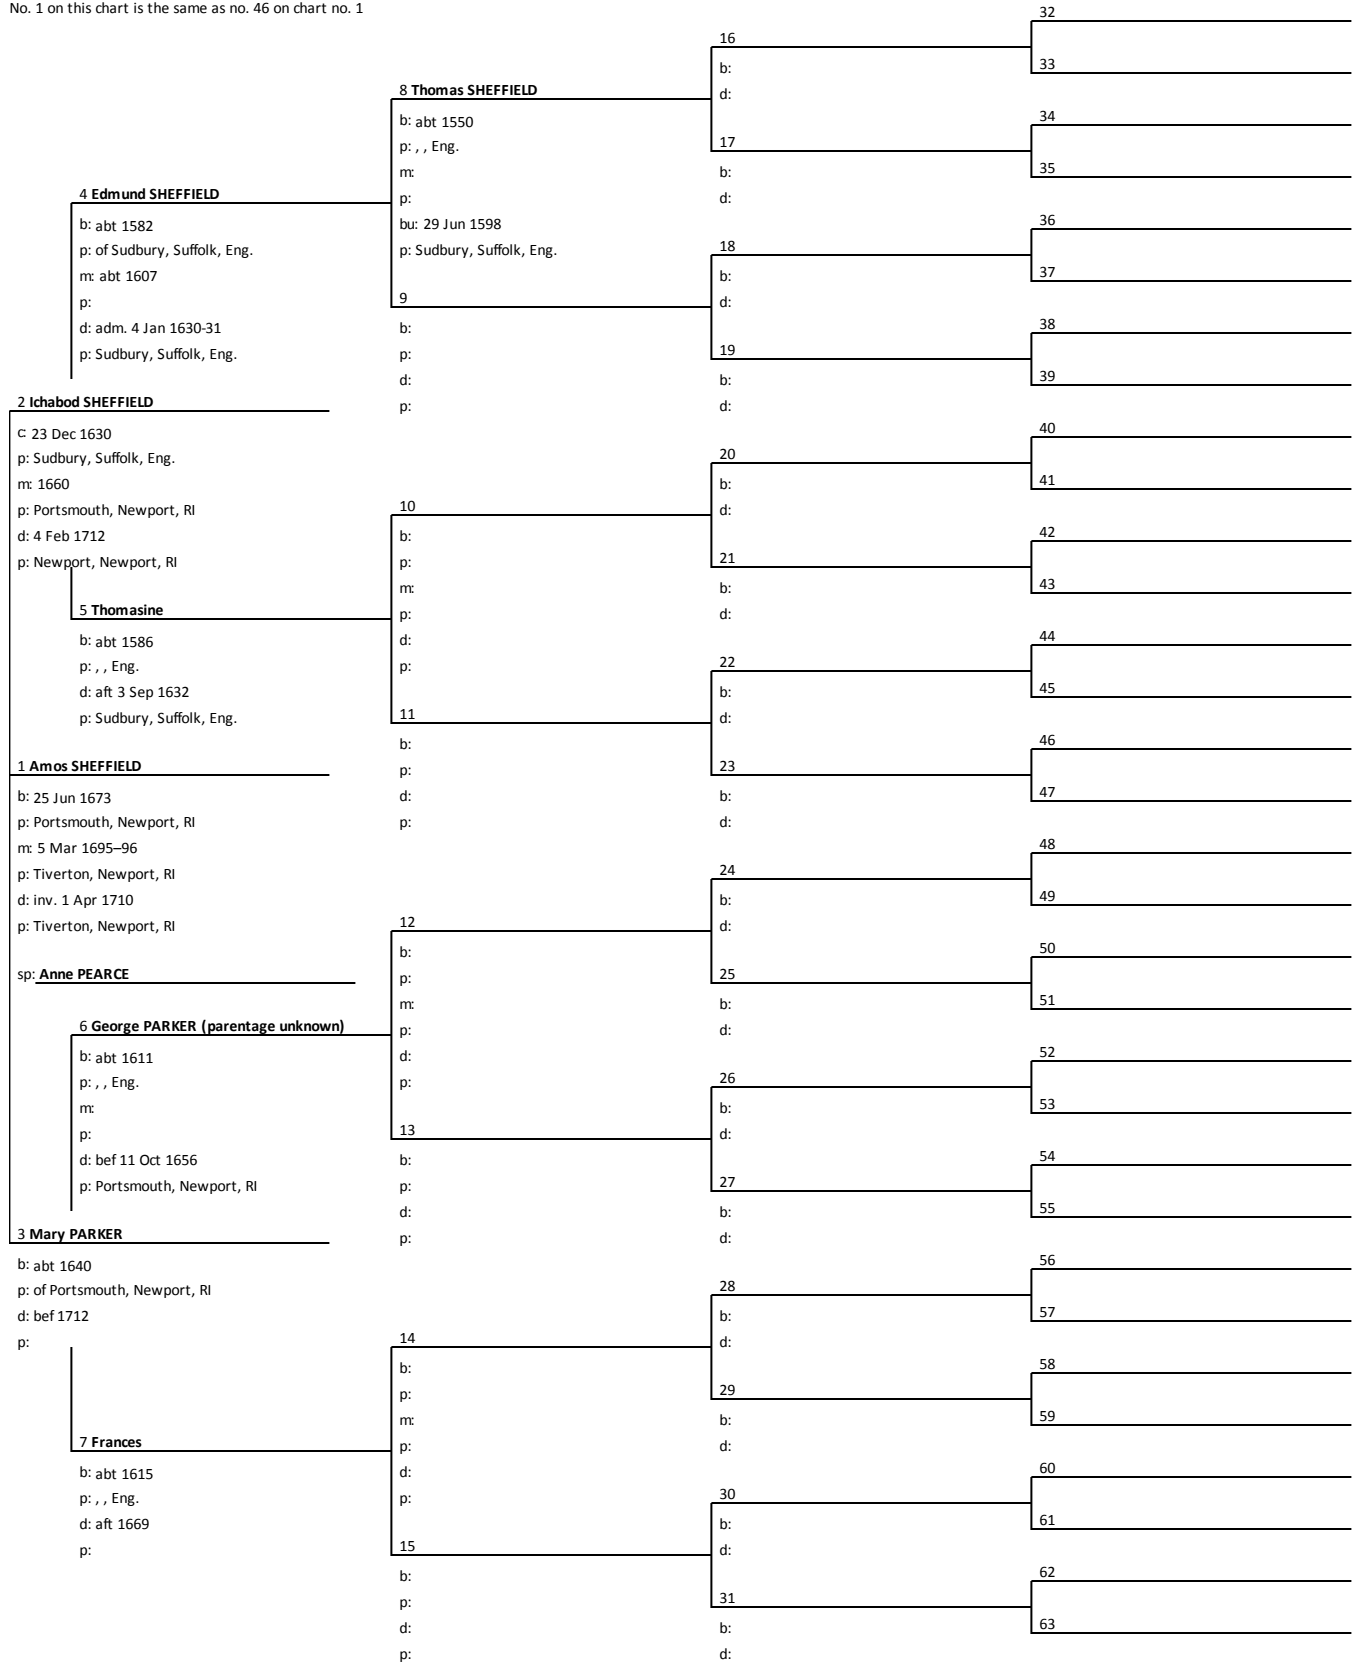 No. 1 on this chart is the same as no. 46 on chart no. 1
1 Amos SHEFFIELD
b: 25 Jun 1673
p: Portsmouth, Newport, RI
m: 5 Mar 1695–96
p: Tiverton, Newport, RI
d: inv. 1 Apr 1710
p: Tiverton, Newport, RI
sp: Anne PEARCE
2 Ichabod SHEFFIELD
c: 23 Dec 1630
p: Sudbury, Suffolk, Eng.
m: 1660
p: Portsmouth, Newport, RI
d: 4 Feb 1712
p: Newport, Newport, RI
3 Mary PARKER
b: abt 1640
p: of Portsmouth, Newport, RI
d: bef 1712
p:
4 Edmund SHEFFIELD
b: abt 1582
p: of Sudbury, Suffolk, Eng.
m: abt 1607
p:
d: adm. 4 Jan 1630-31
p: Sudbury, Suffolk, Eng.
5 Thomasine
b: abt 1586
p: , , Eng.
d: aft 3 Sep 1632
p: Sudbury, Suffolk, Eng.
6 George PARKER (parentage unknown)
b: abt 1611
p: , , Eng.
m:
p:
d: bef 11 Oct 1656
p: Portsmouth, Newport, RI
7 Frances
b: abt 1615
p: , , Eng.
d: aft 1669
p:
8 Thomas SHEFFIELD
b: abt 1550
p: , , Eng.
m:
p:
bu: 29 Jun 1598
p: Sudbury, Suffolk, Eng.
9
b:
p:
d:
p:
10
b:
p:
m:
p:
d:
p:
11
b:
p:
d:
p:
12
b:
p:
m:
p:
d:
p:
13
b:
p:
d:
p:
14
b:
p:
m:
p:
d:
p:
15
b:
p:
d:
p:
16
b:
d:
17
b:
d:
18
b:
d:
19
b:
d:
20
b:
d:
21
b:
d:
22
b:
d:
23
b:
d:
24
b:
d:
25
b:
d:
26
b:
d:
27
b:
d:
28
b:
d:
29
b:
d:
30
b:
d:
31
b:
d:
32
33
34
35
36
37
38
39
40
41
42
43
44
45
46
47
48
49
50
51
52
53
54
55
56
57
58
59
60
61
62
63